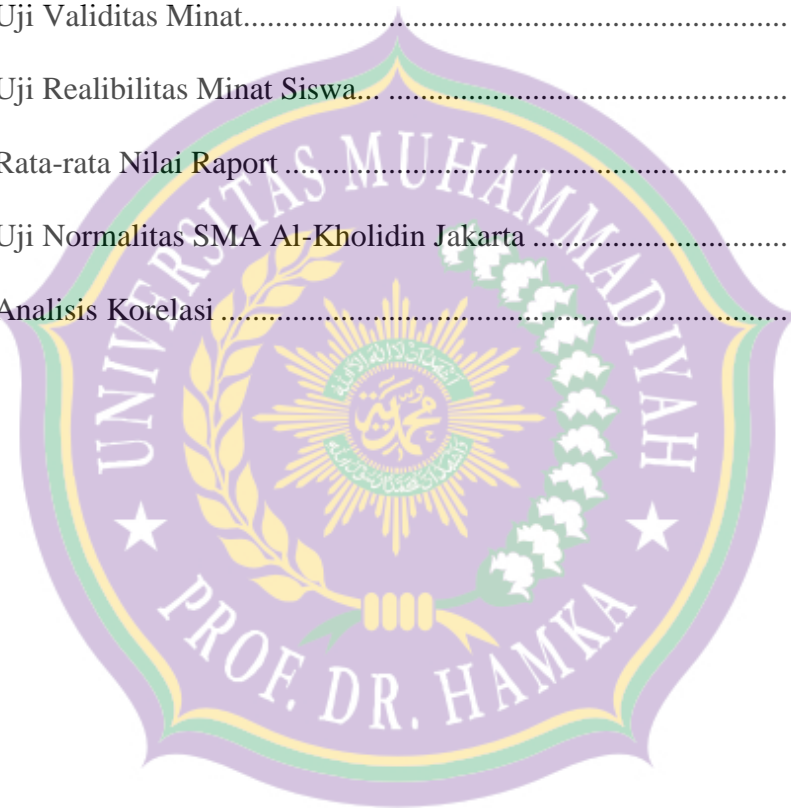 Uji Validitas Minat......................................................................
Uji Realibilitas Minat Siswa... ...................................................
Rata-rata Nilai Raport ................................................................
Uji Normalitas SMA Al-Kholidin Jakarta .................................
Analisis Korelasi .........................................................................
UNIVERSITAS MUHAMMADIYAH
PROF. DR. HAMKA